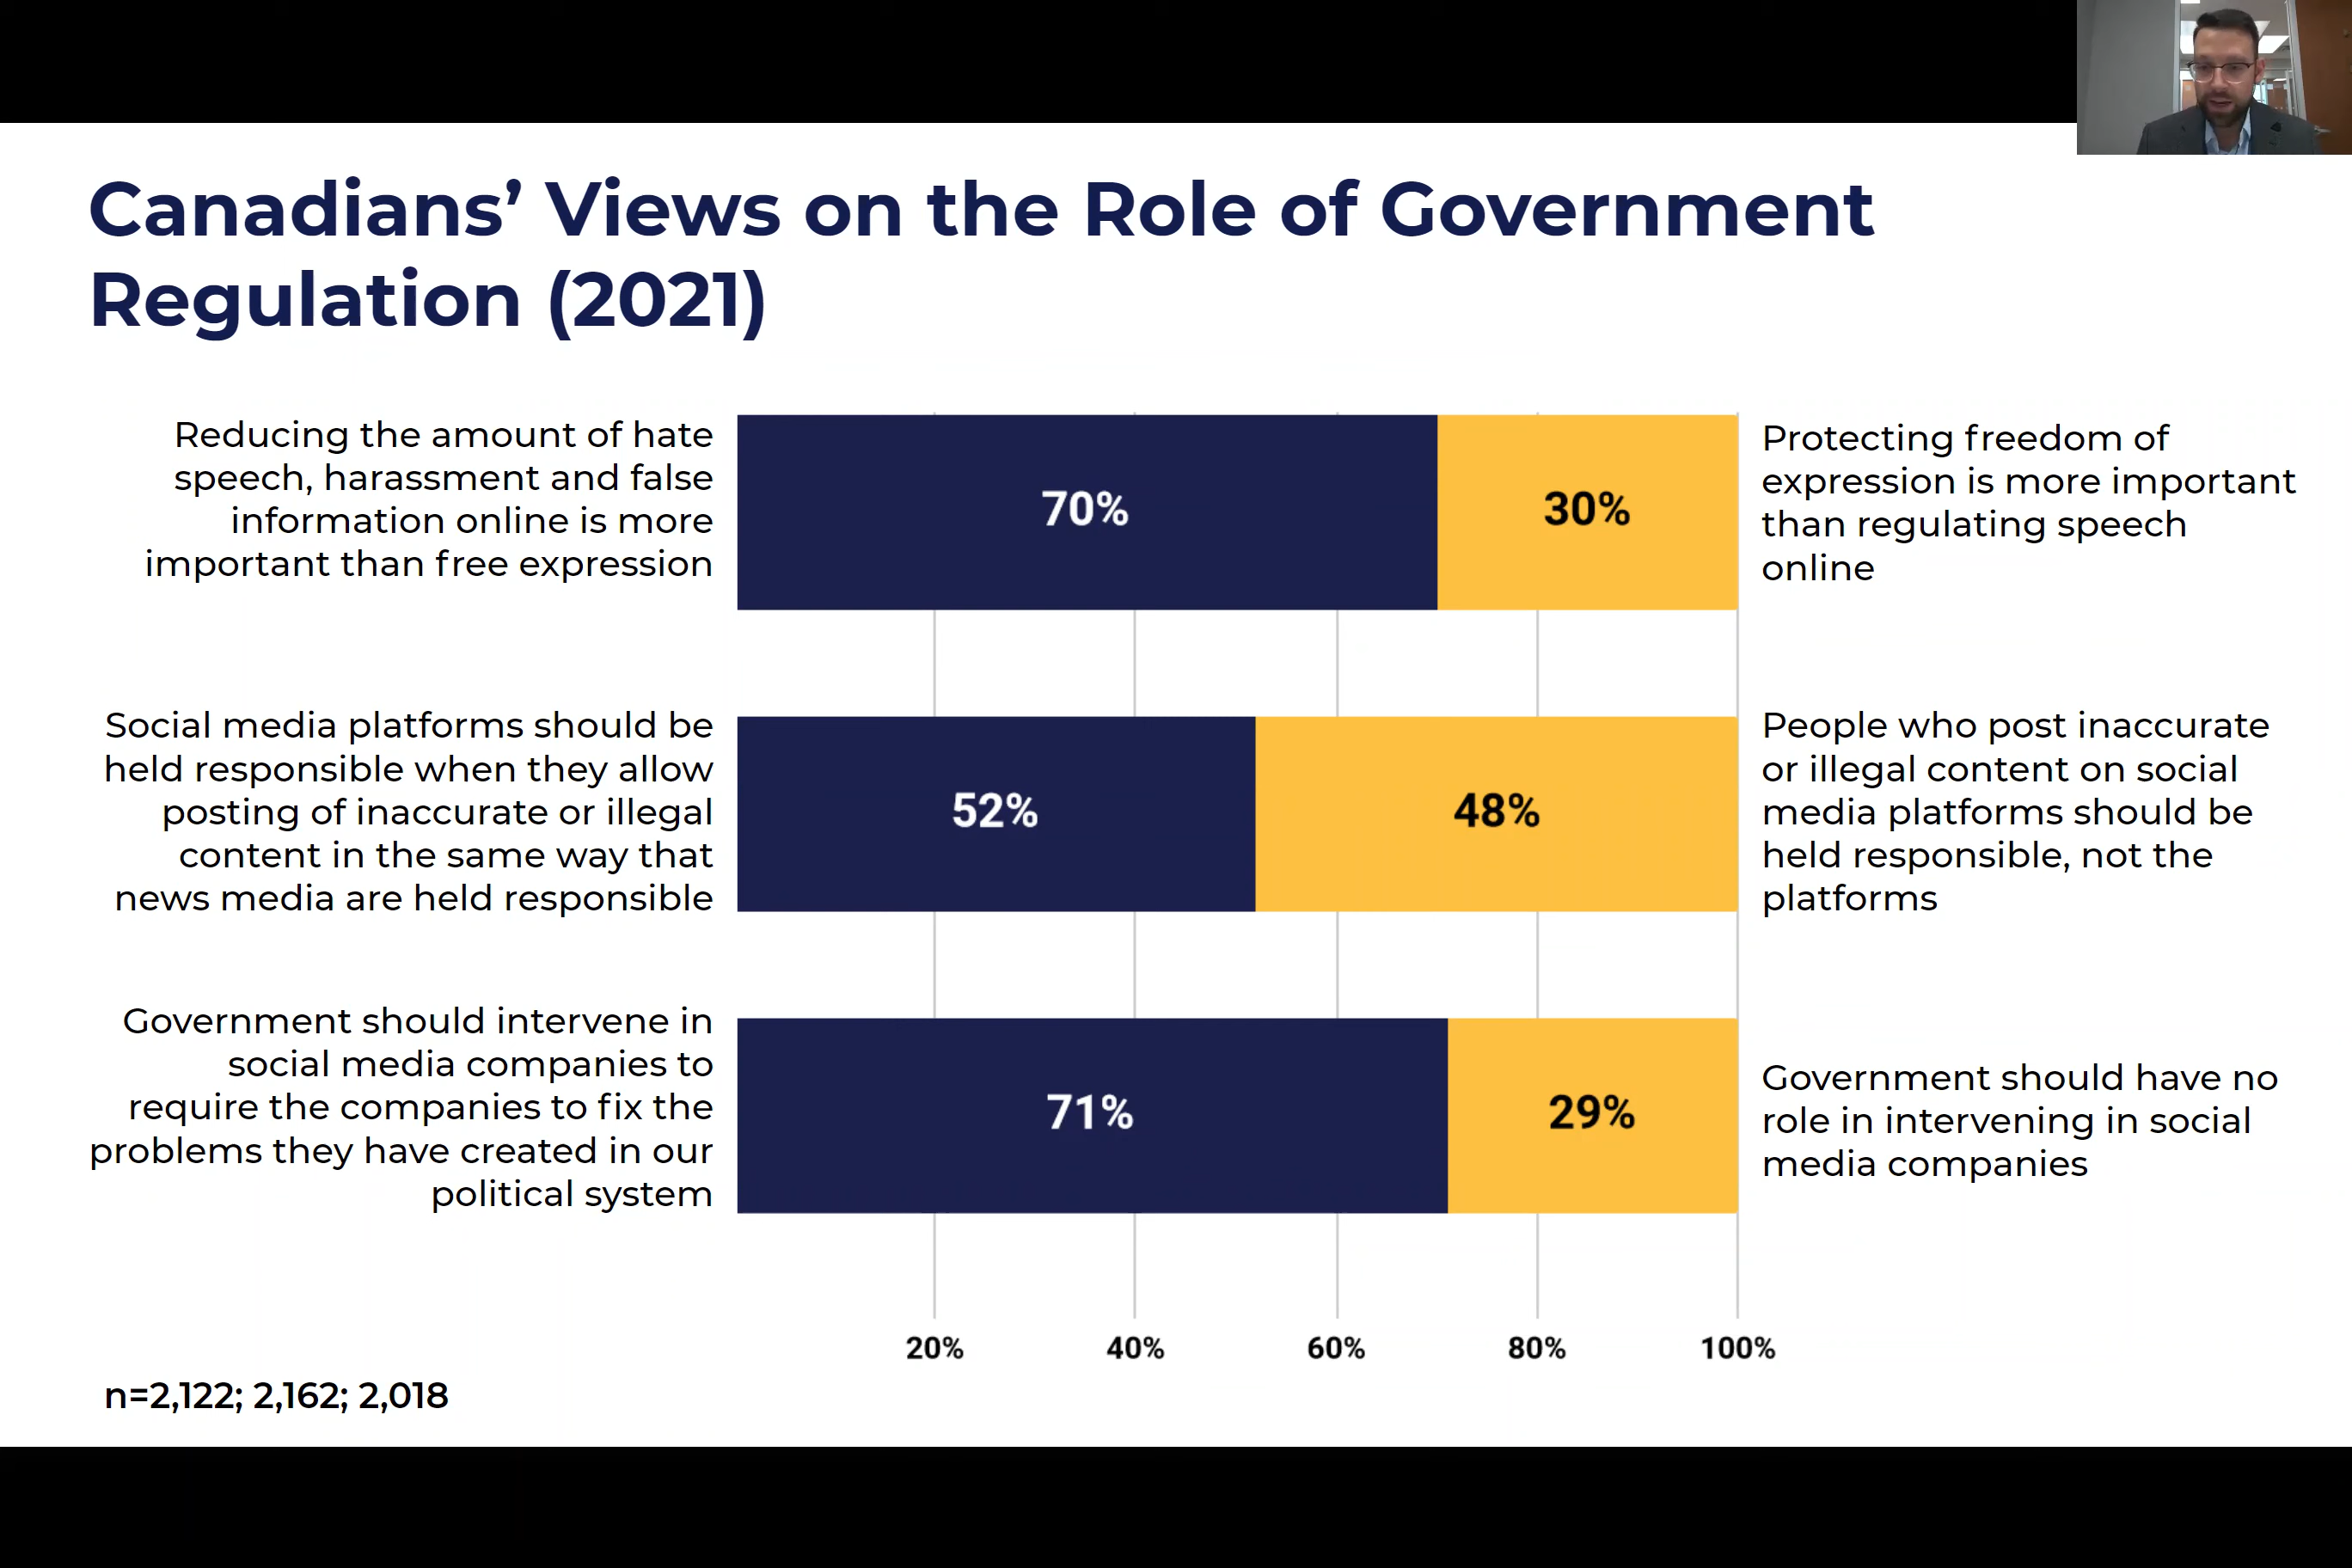 Canadians’ Views on the Role of Government
Regulation (2021)
Reducing the amount of hate
speech, harassment and false
information online is more
important than free expression
70%
30%
Protecting freedom of
expression is more important
than regulating speech
online
Social media platforms should be
held responsible when they allow
posting of inaccurate or illegal
content in the same way that
news media are held responsible
52%
48%
People who post inaccurate
or illegal content on social
media platforms should be
held responsible, not the
platforms
Government should intervene in
social media companies to
require the companies to fix the
problems they have created in our
political system
71%
29%
Government should have no
role in intervening in social
media companies
20%
40%
60%
80%
100%
n=2,122; 2,162; 2,018